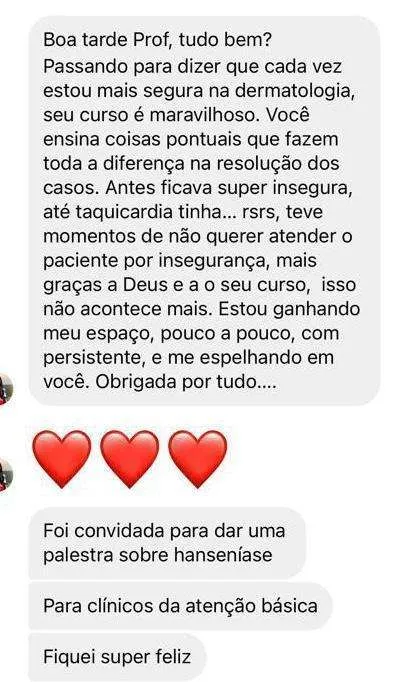 Boa tarde Prof, tudo bem?
Passando para dizer que cada vez
estou mais segura na dermatologia,
seu curso é maravilhoso. Você
ensina coisas pontuais que fazem
toda a diferença na resolução dos
casos. Antes ficava super insegura,
até taquicardia tinha... rsrs, teve
momentos de não querer atender o
paciente por insegurança, mais
graças a Deus e a o seu curso,  isso
não acontece mais. Estou ganhando
meu espaço, pouco a pouco, com
persistente, e me espelhando em
você. Obrigada por tudo....
Foi convidada para dar uma
palestra sobre hanseníase
Para clínicos da atenção básica
Fiquei super feliz